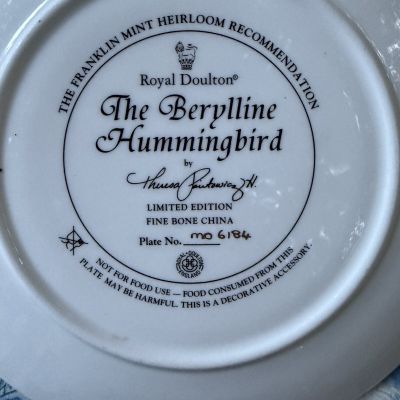 THE FRANKLIN MINT HEIRLOOM RECOMMENDATION
Royal Doulton®
The Berylline
Hummingbird
by
LIMITED EDITION
FINE BONE CHINA
Plate No. MO 6184
NOT FOR FOOD USE — FOOD CONSUMED FROM THIS
PLATE MAY BE HARMFUL. THIS IS A DECORATIVE ACCESSORY.